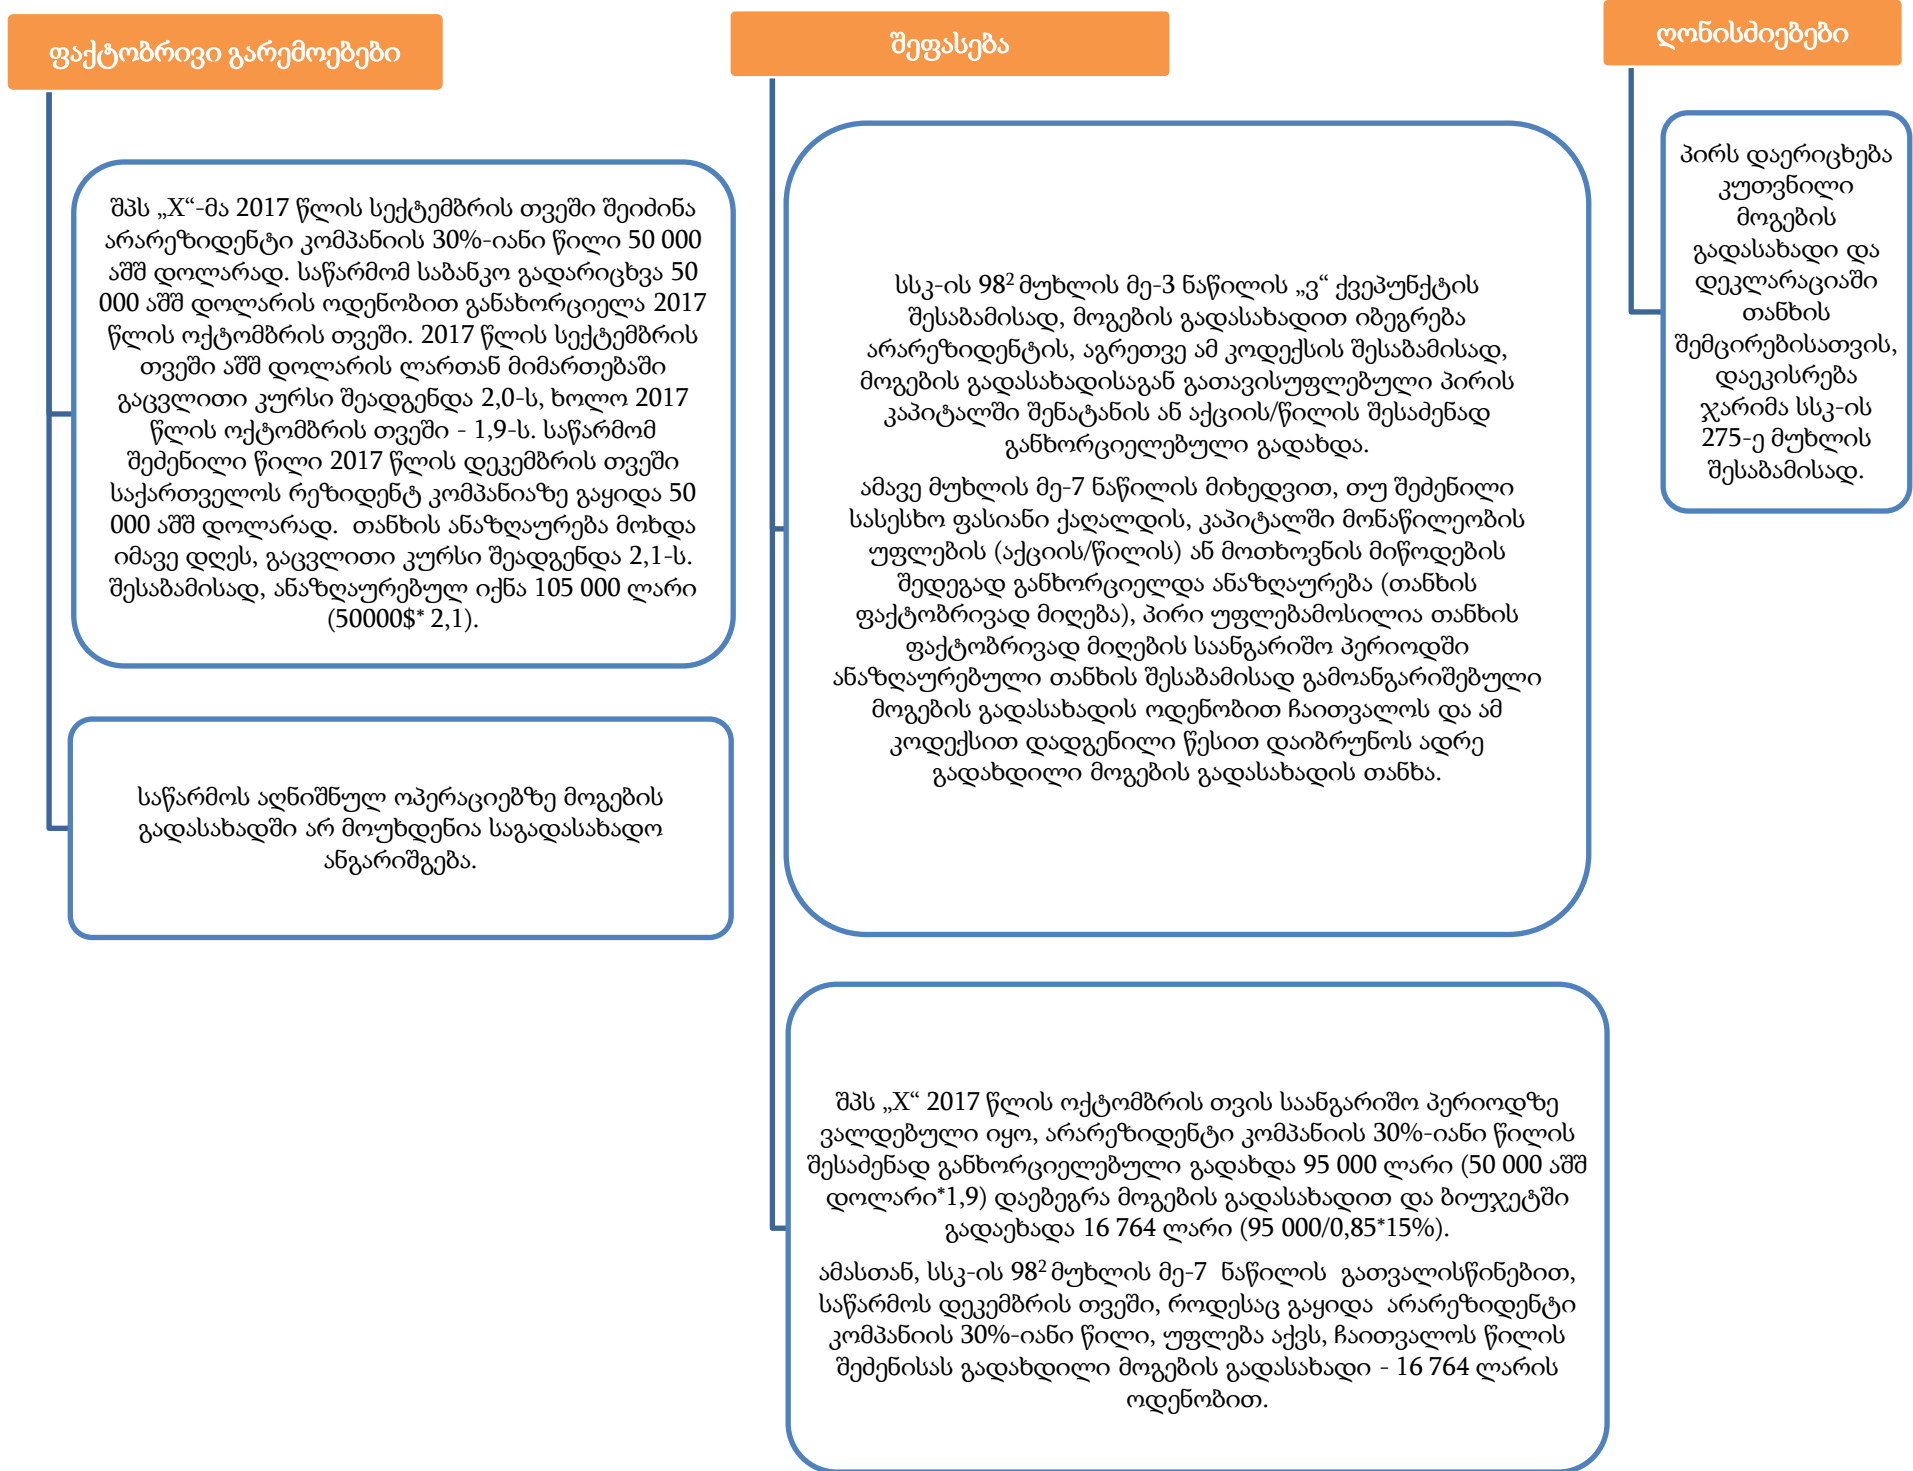 ფაქტობრივი გარემოებები
შპს „X“-მა 2017 წლის სექტემბრის თვეში შეიძინა
არარეზიდენტი კომპანიის 30%-იანი წილი 50 000
აშშ დოლარად. საწარმომ საბანკო გადარიცხვა 50
000 აშშ დოლარის ოდენობით განახორციელა 2017
წლის ოქტომბრის თვეში. 2017 წლის სექტემბრის
თვეში აშშ დოლარის ლართან მიმართებაში
გაცვლითი კურსი შეადგენდა 2,0-ს, ხოლო 2017
წლის ოქტომბრის თვეში - 1,9-ს. საწარმომ
შეძენილი წილი 2017 წლის დეკემბრის თვეში
საქართველოს რეზიდენტ კომპანიაზე გაყიდა 50
000 აშშ დოლარად. თანხის ანაზღაურება მოხდა
იმავე დღეს, გაცვლითი კურსი შეადგენდა 2,1-ს.
შესაბამისად, ანაზღაურებულ იქნა 105 000 ლარი
(50000$* 2,1).
საწარმოს აღნიშნულ ოპერაციებზე მოგების
გადასახადში არ მოუხდენია საგადასახადო
ანგარიშგება.
შეფასება
სსკ-ის 98² მუხლის მე-3 ნაწილის „ვ“ ქვეპუნქტის
შესაბამისად, მოგების გადასახადით იბეგრება
არარეზიდენტის, აგრეთვე ამ კოდექსის შესაბამისად,
მოგების გადასახადისაგან გათავისუფლებული პირის
კაპიტალში შენატანის ან აქციის/წილის შესაძენად
განხორციელებული გადახდა.
ამავე მუხლის მე-7 ნაწილის მიხედვით, თუ შეძენილი
სასესხო ფასიანი ქაღალდის, კაპიტალში მონაწილეობის
უფლების (აქციის/წილის) ან მოთხოვნის მიწოდების
შედეგად განხორციელდა ანაზღაურება (თანხის
ფაქტობრივად მიღება), პირი უფლებამოსილია თანხის
ფაქტობრივად მიღების საანგარიშო პერიოდში
ანაზღაურებული თანხის შესაბამისად გამოანგარიშებული
მოგების გადასახადის ოდენობით ჩაითვალოს და ამ
კოდექსით დადგენილი წესით დაიბრუნოს ადრე
გადახდილი მოგების გადასახადის თანხა.
შპს „X“ 2017 წლის ოქტომბრის თვის საანგარიშო პერიოდზე
ვალდებული იყო, არარეზიდენტი კომპანიის 30%-იანი წილის
შესაძენად განხორციელებული გადახდა 95 000 ლარი (50 000 აშშ
დოლარი*1,9) დაებეგრა მოგების გადასახადით და ბიუჯეტში
გადაეხადა 16 764 ლარი (95 000/0,85*15%).
ამასთან, სსკ-ის 98² მუხლის მე-7 ნაწილის გათვალისწინებით,
საწარმოს დეკემბრის თვეში, როდესაც გაყიდა არარეზიდენტი
კომპანიის 30%-იანი წილი, უფლება აქვს, ჩაითვალოს წილის
შეძენისას გადახდილი მოგების გადასახადი - 16 764 ლარის
ოდენობით.
ღონისძიებები
პირს დაერიცხება
კუთვნილი
მოგების
გადასახადი და
დეკლარაციაში
თანხის
შემცირებისათვის,
დაეკისრება
ჯარიმა სსკ-ის
275-ე მუხლის
შესაბამისად.